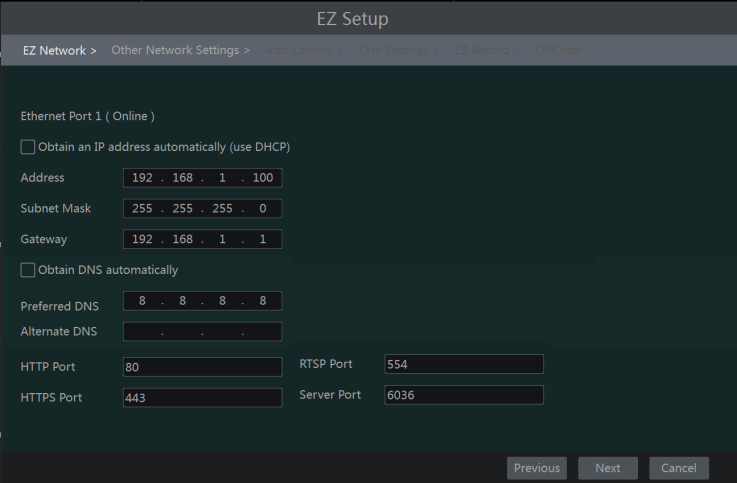 EZ Setup
EZ Network > Other Network Settings > Add Camera > Disk Settings > EZ Record > QRCode
Ethernet Port 1 ( Online )
Obtain an IP address automatically (use DHCP)
Address 192 . 168 . 1 . 100
Subnet Mask 255 . 255 . 255 . 0
Gateway 192 . 168 . 1 . 1
Obtain DNS automatically
Preferred DNS 8 . 8 . 8 . 8
Alternate DNS . . .
HTTP Port 80 RTSP Port 554
HTTPS Port 443 Server Port 6036
Previous Next Cancel